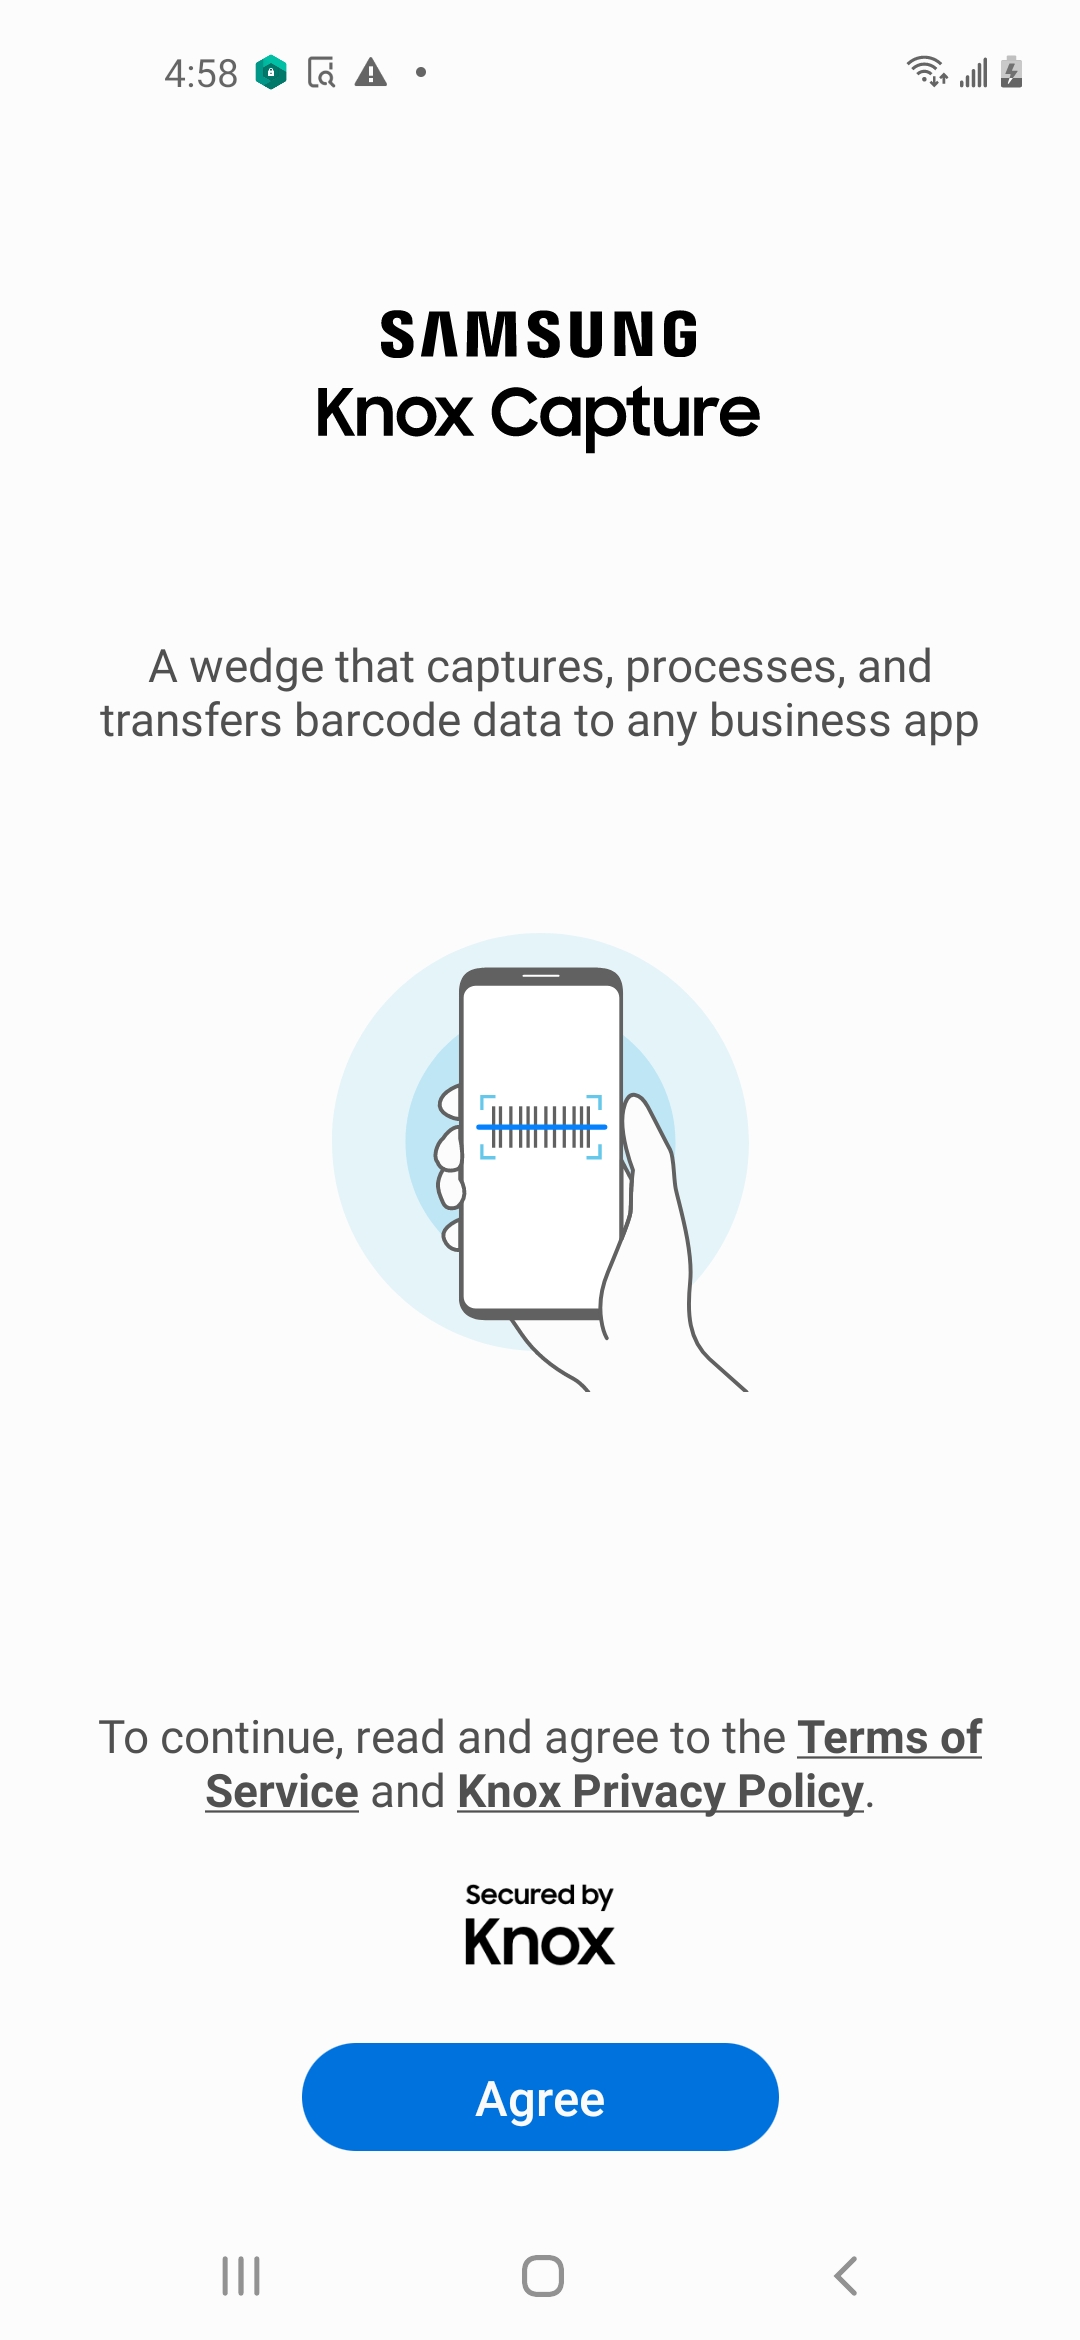 4:58
SAMSUNG
Knox Capture
A wedge that captures, processes, and
transfers barcode data to any business app
To continue, read and agree to the Terms of
Service and Knox Privacy Policy.
Secured by
Knox
Agree